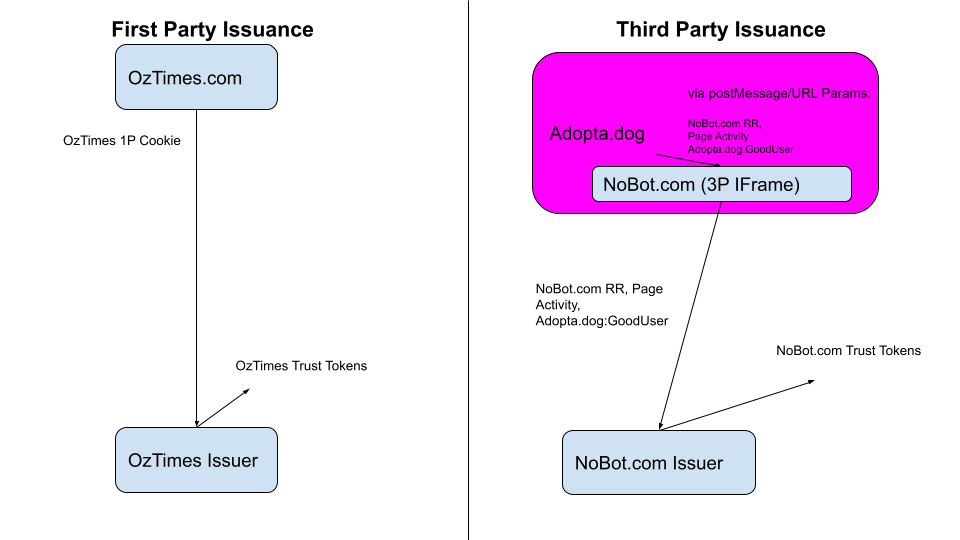 First Party Issuance
OzTimes.com
OzTimes 1P Cookie
OzTimes Trust Tokens
OzTimes Issuer
Third Party Issuance
via postMessage/URL Params:
Adopta.dog
NoBot.com RR,
Page Activity
Adopta.dog:GoodUser
NoBot.com (3P IFrame)
NoBot.com RR, Page
Activity,
Adopta.dog:GoodUser
NoBot.com Trust Tokens
NoBot.com Issuer